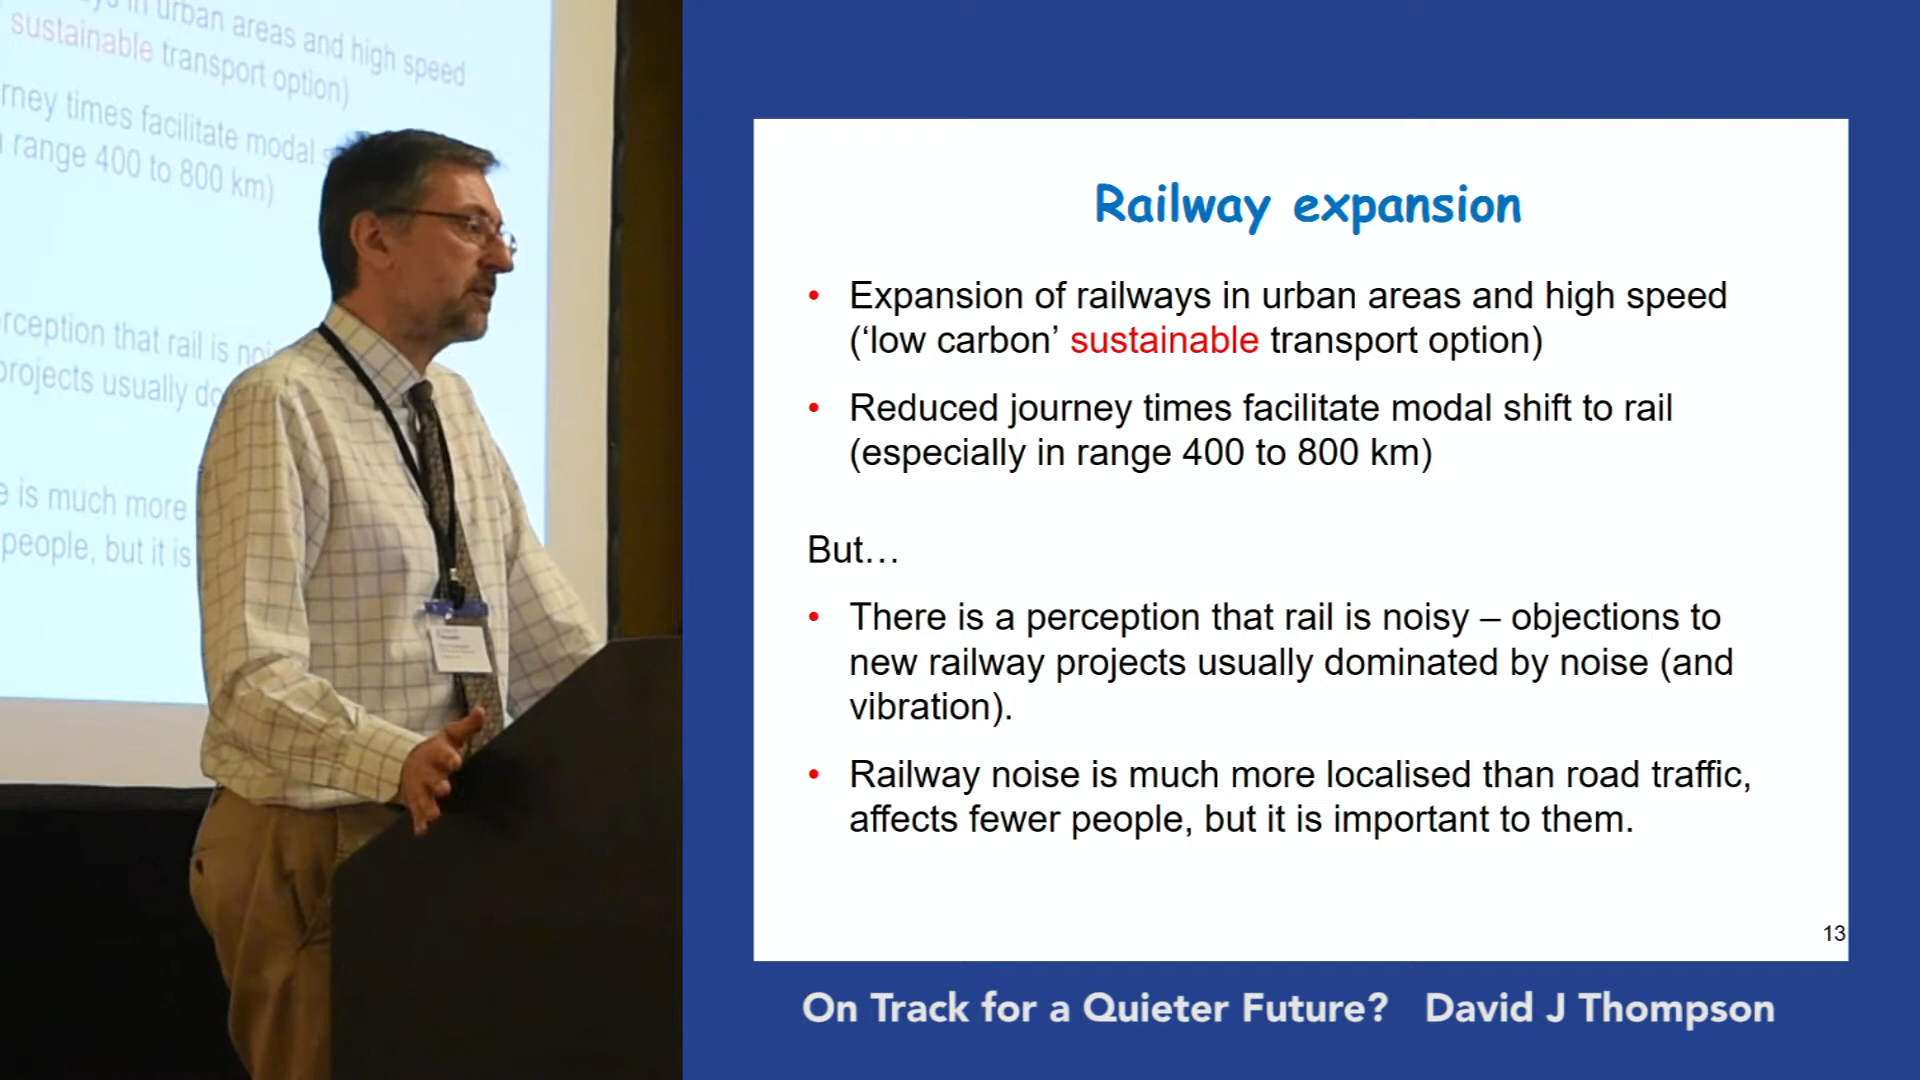 ys in urban areas and high speed
sustainable transport option)
rney times facilitate modal s
range 400 to 800 km)
rception that rail is noi
projects usually do
e is much more
people, but it is
Railway expansion
• Expansion of railways in urban areas and high speed
(‘low carbon’ sustainable transport option)
• Reduced journey times facilitate modal shift to rail
(especially in range 400 to 800 km)
But…
• There is a perception that rail is noisy – objections to
new railway projects usually dominated by noise (and
vibration).
• Railway noise is much more localised than road traffic,
affects fewer people, but it is important to them.
13
On Track for a Quieter Future? David J Thompson